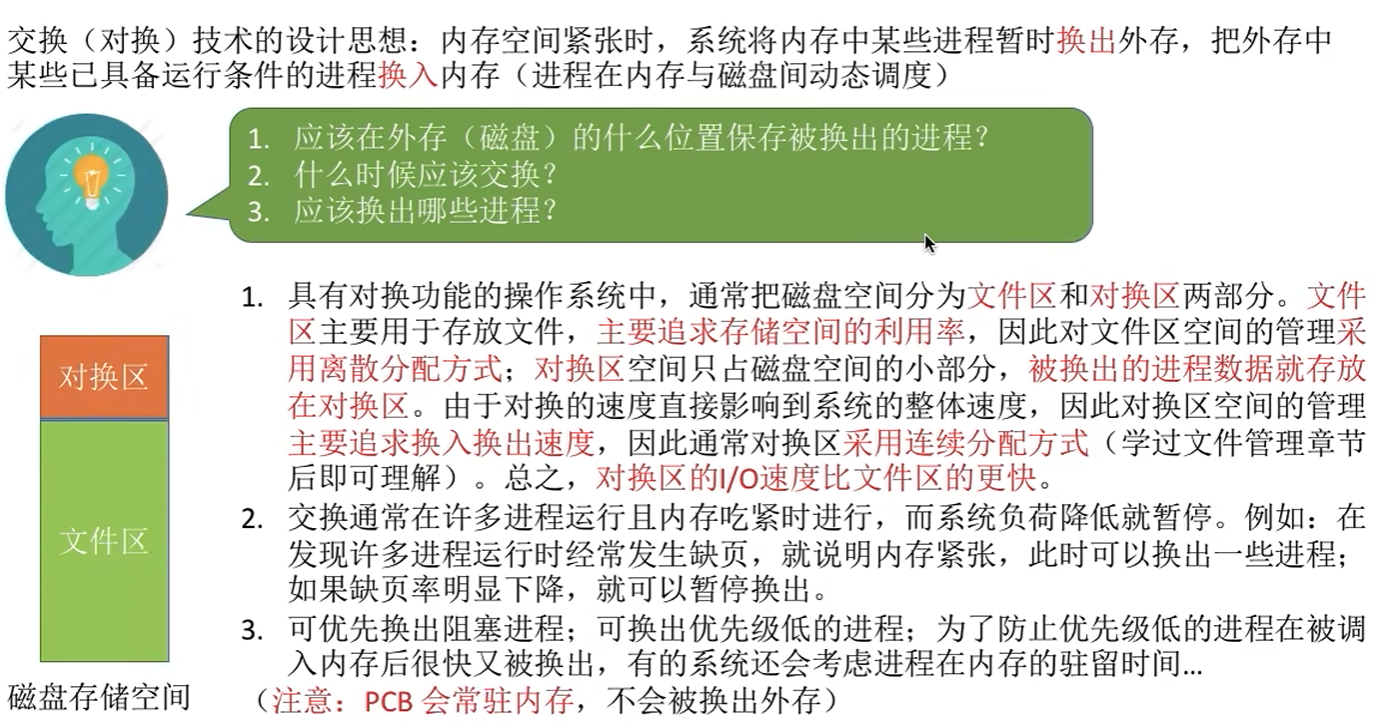 交换（对换）技术的设计思想：内存空间紧张时，系统将内存中某些进程暂时换出外存，把外存中
某些已具备运行条件的进程换入内存（进程在内存与磁盘间动态调度）
1. 应该在外存（磁盘）的什么位置保存被换出的进程？
2. 什么时候应该交换？
3. 应该换出哪些进程？
1. 具有对换功能的操作系统中，通常把磁盘空间分为文件区和对换区两部分。文件
区主要用于存放文件，主要追求存储空间的利用率，因此对文件区空间的管理采
用离散分配方式；对换区空间只占磁盘空间的小部分，被换出的进程数据就存放
在对换区。由于对换的速度直接影响到系统的整体速度，因此对换区空间的管理
主要追求换入换出速度，因此通常对换区采用连续分配方式（学过文件管理章节
后即可理解）。总之，对换区的I/O速度比文件区的更快。
2. 交换通常在许多进程运行且内存吃紧时进行，而系统负荷降低就暂停。例如：在
发现许多进程运行时经常发生缺页，就说明内存紧张，此时可以换出一些进程；
如果缺页率明显下降，就可以暂停换出。
3. 可优先换出阻塞进程；可换出优先级低的进程；为了防止优先级低的进程在被调
入内存后很快又被换出，有的系统还会考虑进程在内存的驻留时间…
（注意：PCB 会常驻内存，不会被换出外存）
对换区
文件区
磁盘存储空间